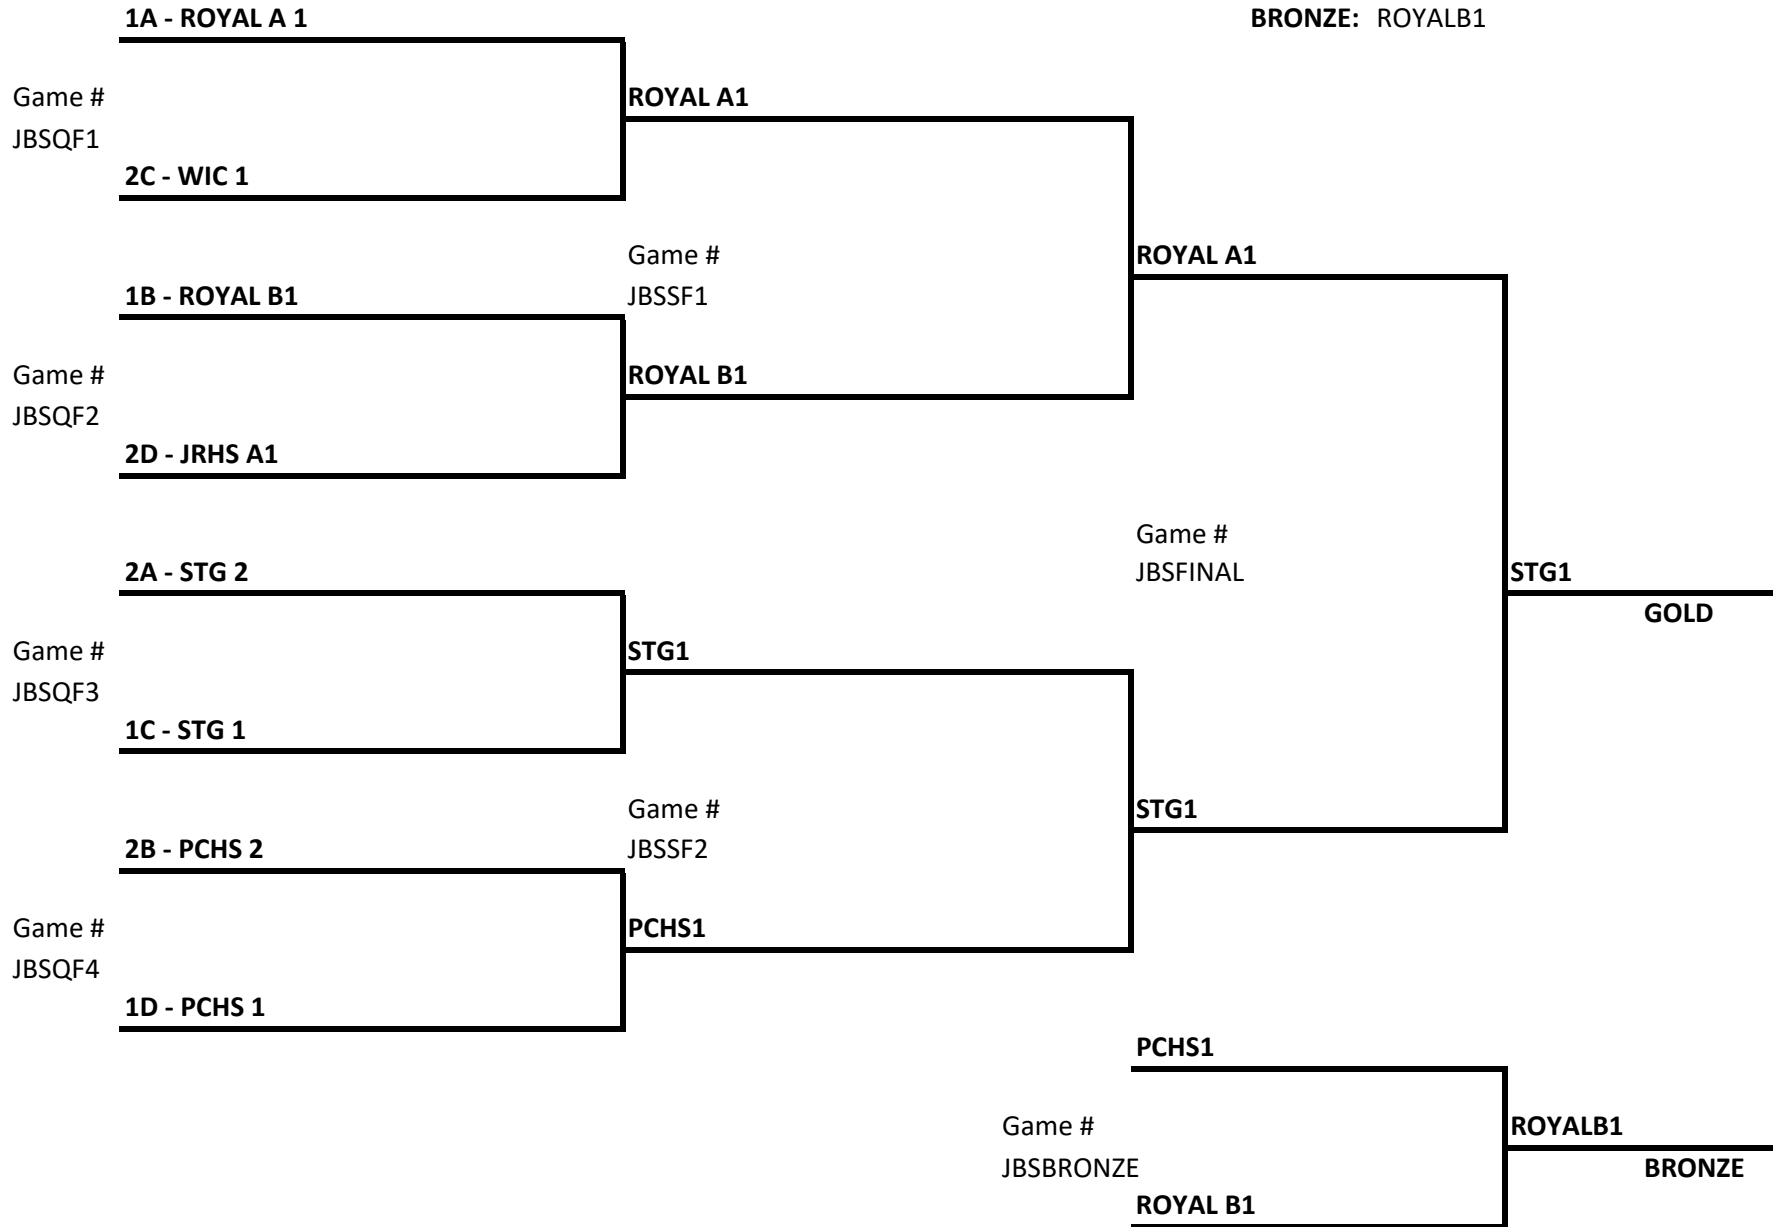 1A - ROYAL A 1
BRONZE: ROYALB1
Game #
ROYAL A1
JBSQF1
2C - WIC 1
Game #
ROYAL A1
1B - ROYAL B1
JBSSF1
Game #
ROYAL B1
JBSQF2
2D - JRHS A1
Game #
2A - STG 2
JBSFINAL
STG1
GOLD
Game #
STG1
JBSQF3
1C - STG 1
Game #
STG1
2B - PCHS 2
JBSSF2
Game #
PCHS1
JBSQF4
1D - PCHS 1
PCHS1
Game #
ROYALB1
JBSBRONZE
BRONZE
ROYAL B1